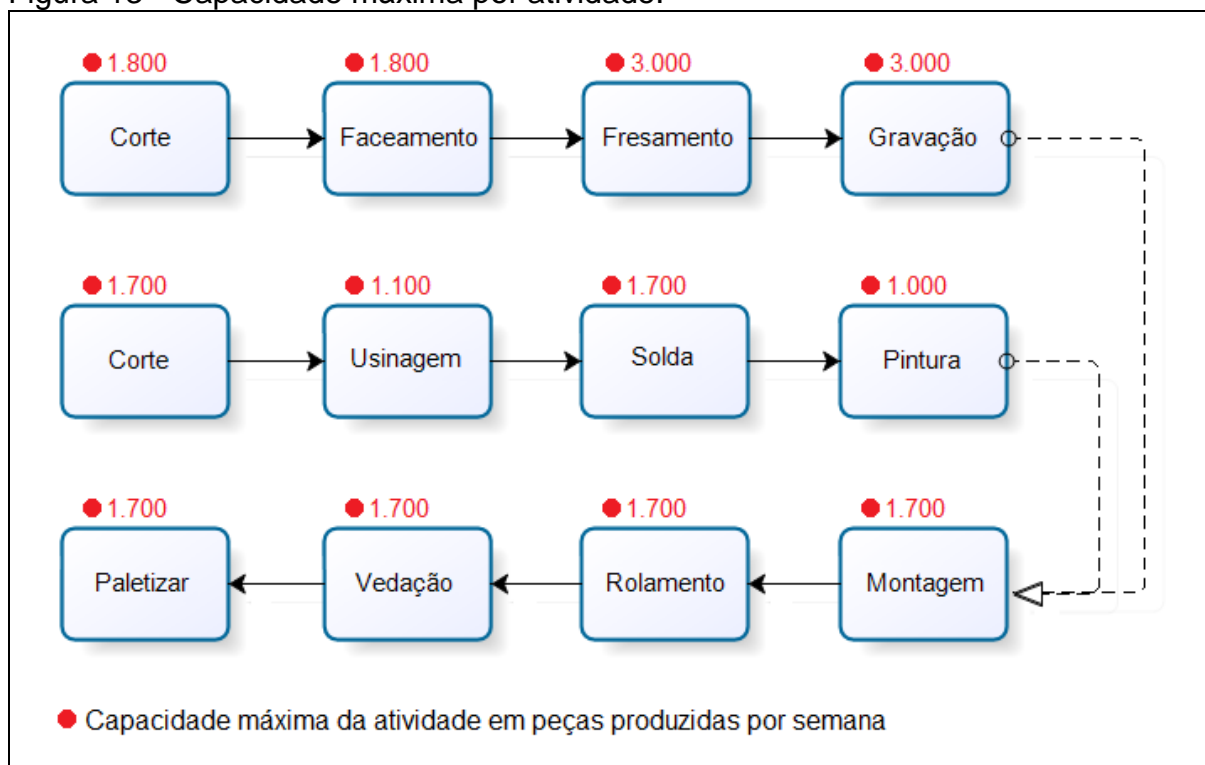 Figura 18 - Capacidade máxima por atividade.
1.800 1.800 3.000 3.000
Corte Faceamento Fresamento Gravação
1.700 1.100 1.700 1.000
Corte Usinagem Solda Pintura
1.700 1.700 1.700 1.700
Paletizar Vedação Rolamento Montagem
Capacidade máxima da atividade em peças produzidas por semana